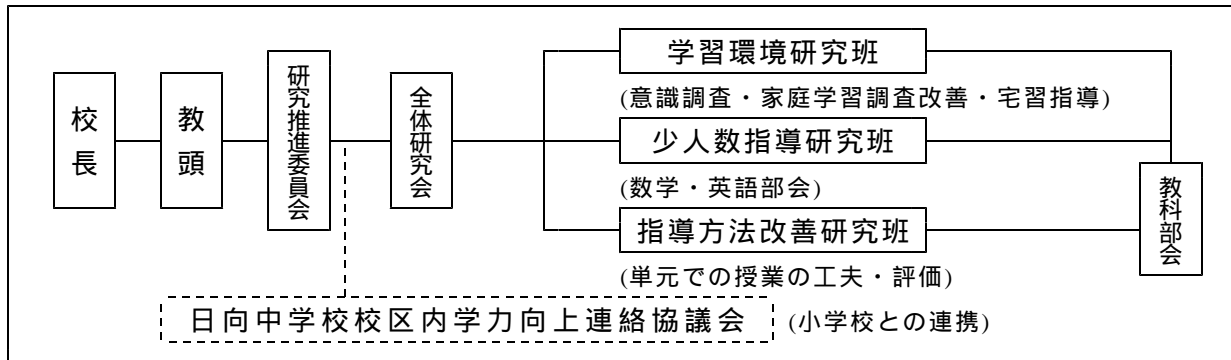 校長
教頭
研究推進委員会
全体研究会
学習環境研究班
(意識調査・家庭学習調査改善・宅習指導)
少人数指導研究班
(数学・英語部会)
指導方法改善研究班
(単元での授業の工夫・評価)
教科部会
日向中学校校区内学力向上連絡協議会
(小学校との連携)